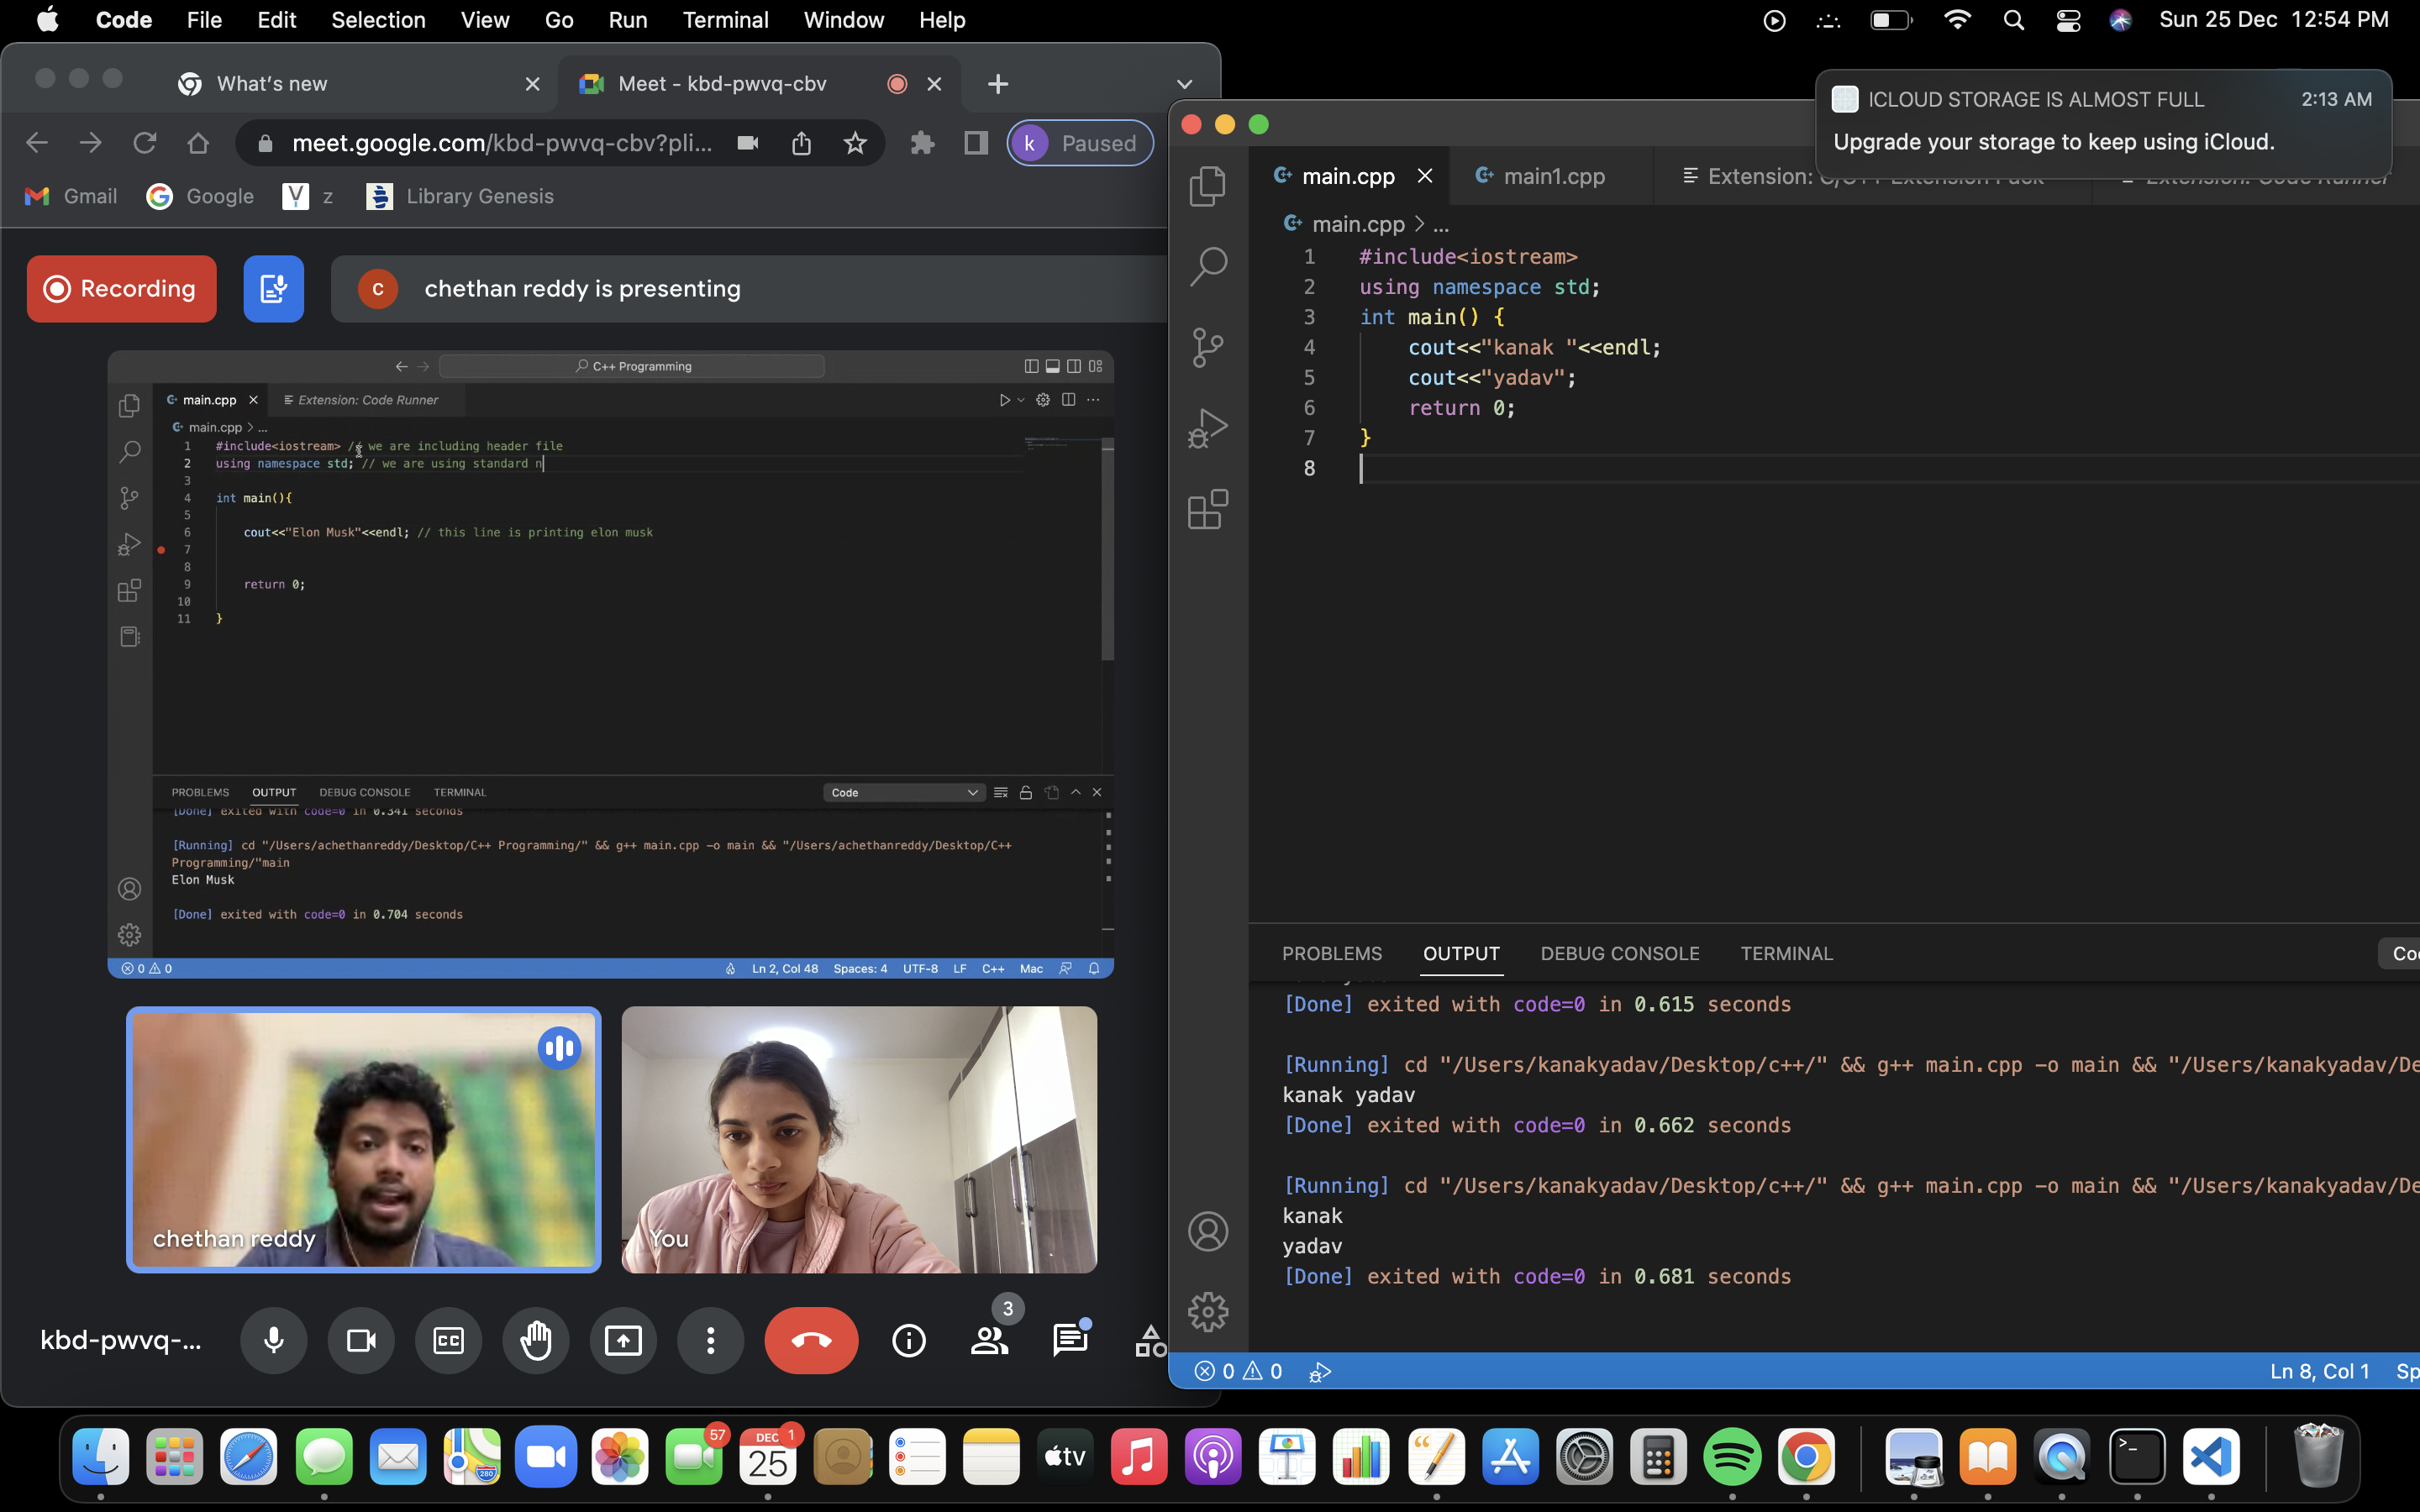 Code File Edit Selection View Go Run Terminal Window Help Sun 25 Dec 12:54 PM
What's new Meet - kbd-pwvq-cbv
meet.google.com/kbd-pwvq-cbv?pli... k Paused
Gmail Google z Library Genesis
Recording C chethan reddy is presenting
C++ Programming
main.cpp Extension: Code Runner
main.cpp > ...
1 #include<iostream> // we are including header file
2 using namespace std; // we are using standard n
3
4 int main(){
5
6 cout<<"Elon Musk"<<endl; // this line is printing elon musk
7
8
9 return 0;
10
11 }
PROBLEMS OUTPUT DEBUG CONSOLE TERMINAL Code
[Done] exited with code=0 in 0.341 seconds
[Running] cd "/Users/achethanreddy/Desktop/C++ Programming/" && g++ main.cpp -o main && "/Users/achethanreddy/Desktop/C++
Programming/"main
Elon Musk
[Done] exited with code=0 in 0.704 seconds
0 0 Ln 2, Col 48 Spaces: 4 UTF-8 LF C++ Mac
chethan reddy
You
kbd-pwvq-... CC 3
ICLOUD STORAGE IS ALMOST FULL 2:13 AM
Upgrade your storage to keep using iCloud.
main.cpp main1.cpp Extension: C/C++ Extension Pack Extension: Code Runner
main.cpp > ...
1 #include<iostream>
2 using namespace std;
3 int main() {
4 cout<<"kanak "<<endl;
5 cout<<"yadav";
6 return 0;
7 }
8
PROBLEMS OUTPUT DEBUG CONSOLE TERMINAL
[Done] exited with code=0 in 0.615 seconds
[Running] cd "/Users/kanakyadav/Desktop/c++/" && g++ main.cpp -o main && "/Users/kanakyadav/De
kanak yadav
[Done] exited with code=0 in 0.662 seconds
[Running] cd "/Users/kanakyadav/Desktop/c++/" && g++ main.cpp -o main && "/Users/kanakyadav/De
kanak
yadav
[Done] exited with code=0 in 0.681 seconds
0 0 Ln 8, Col 1 Sp
57 DEC 1 25 tv
280